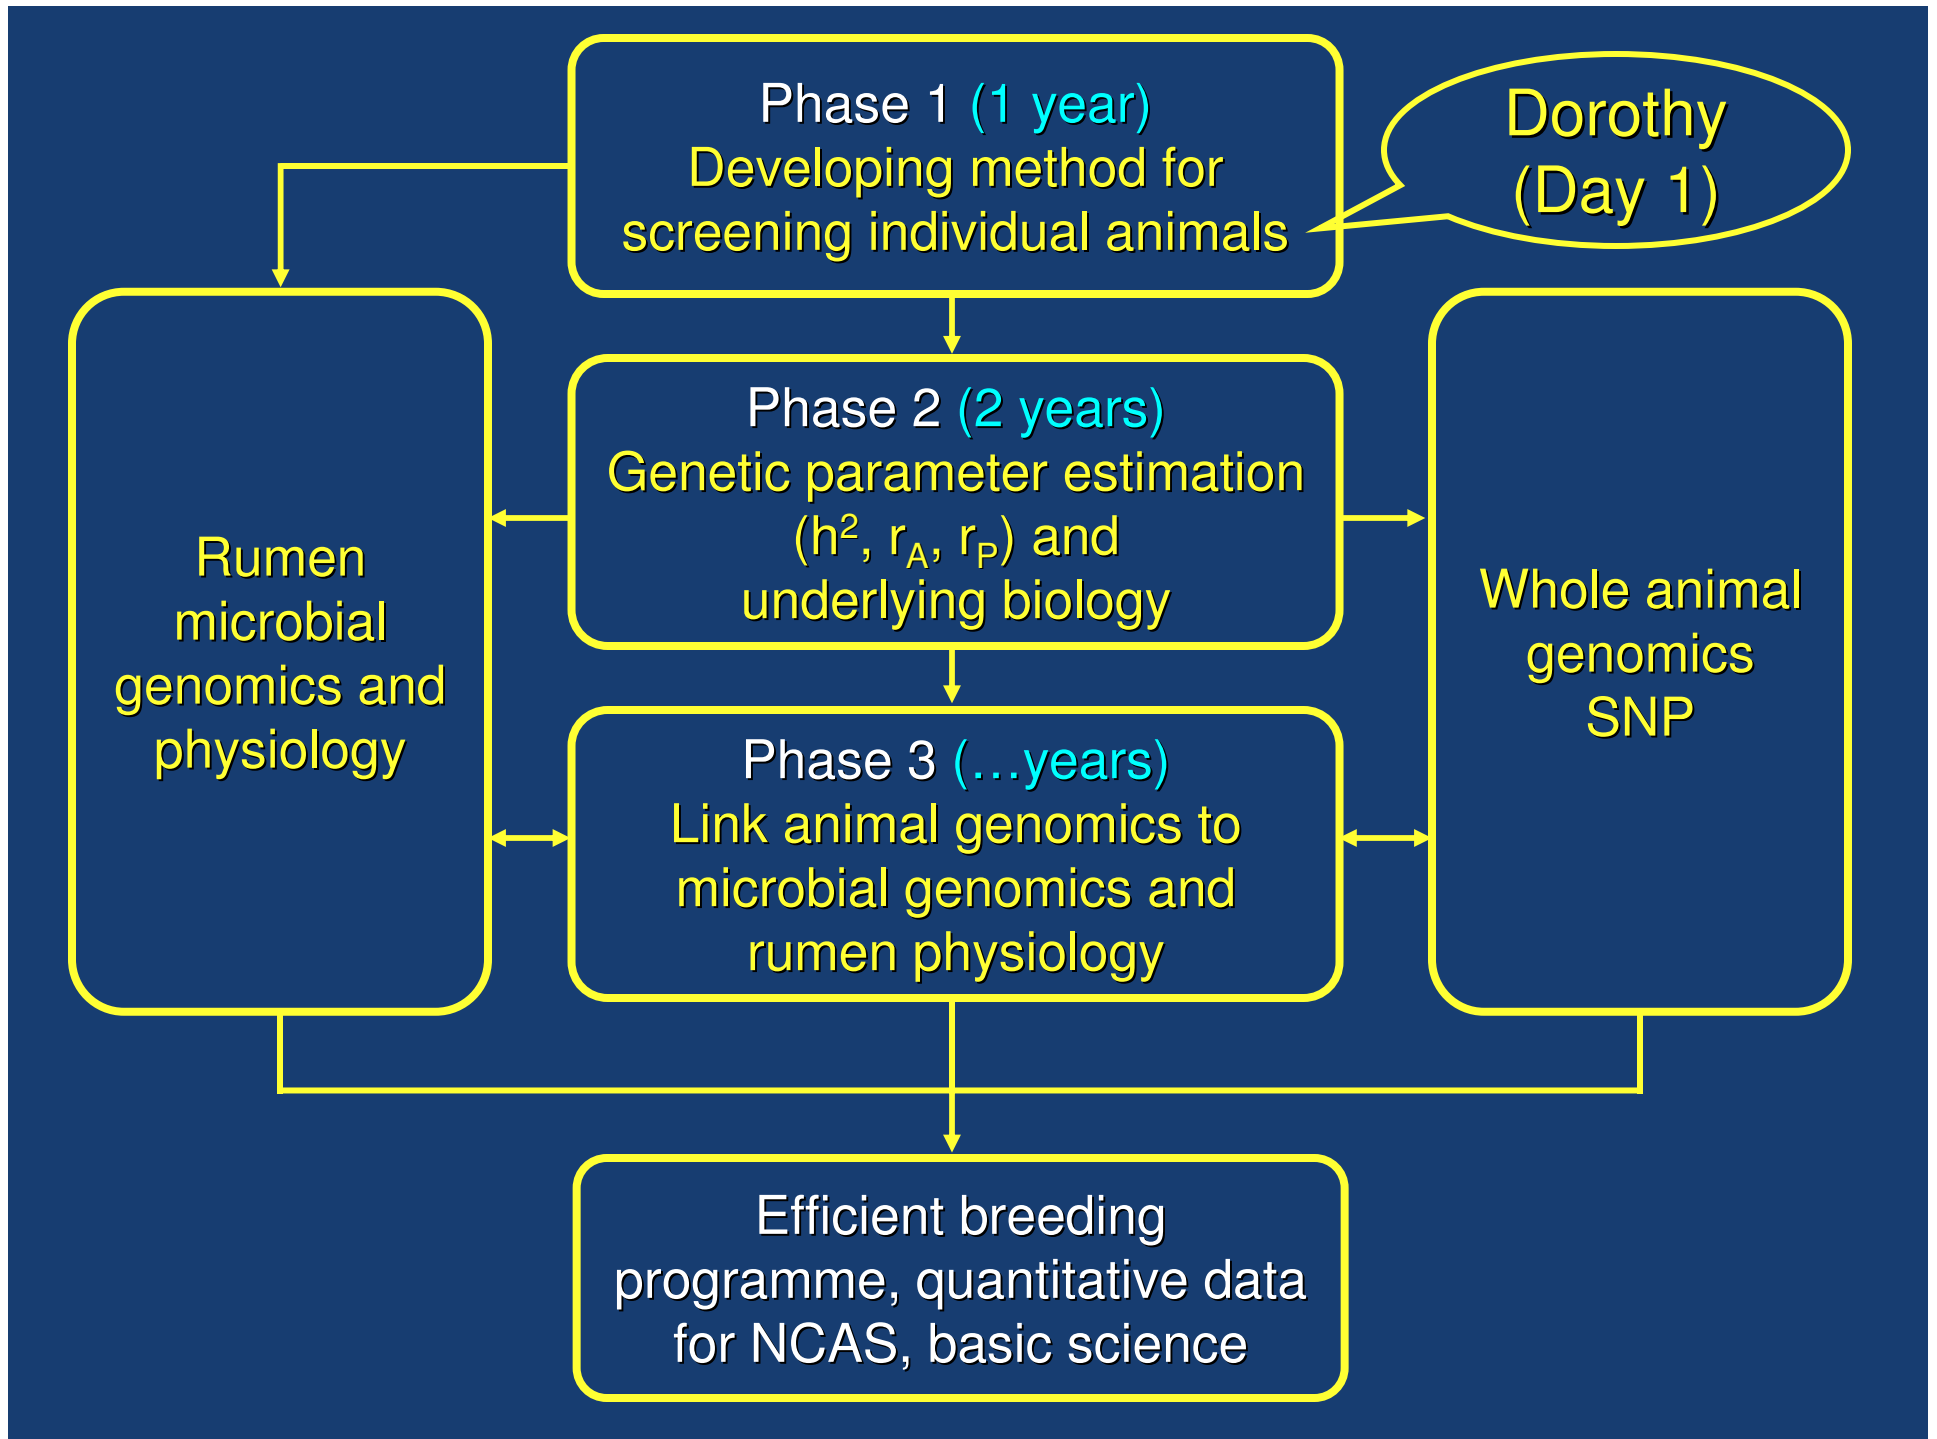 Phase 1 (1 year)
Developing method for
screening individual animals
Dorothy
(Day 1)
Phase 2 (2 years)
Genetic parameter estimation
(h², r_A, r_P) and
underlying biology
Rumen
microbial
genomics and
physiology
Whole animal
genomics
SNP
Phase 3 (…years)
Link animal genomics to
microbial genomics and
rumen physiology
Efficient breeding
programme, quantitative data
for NCAS, basic science